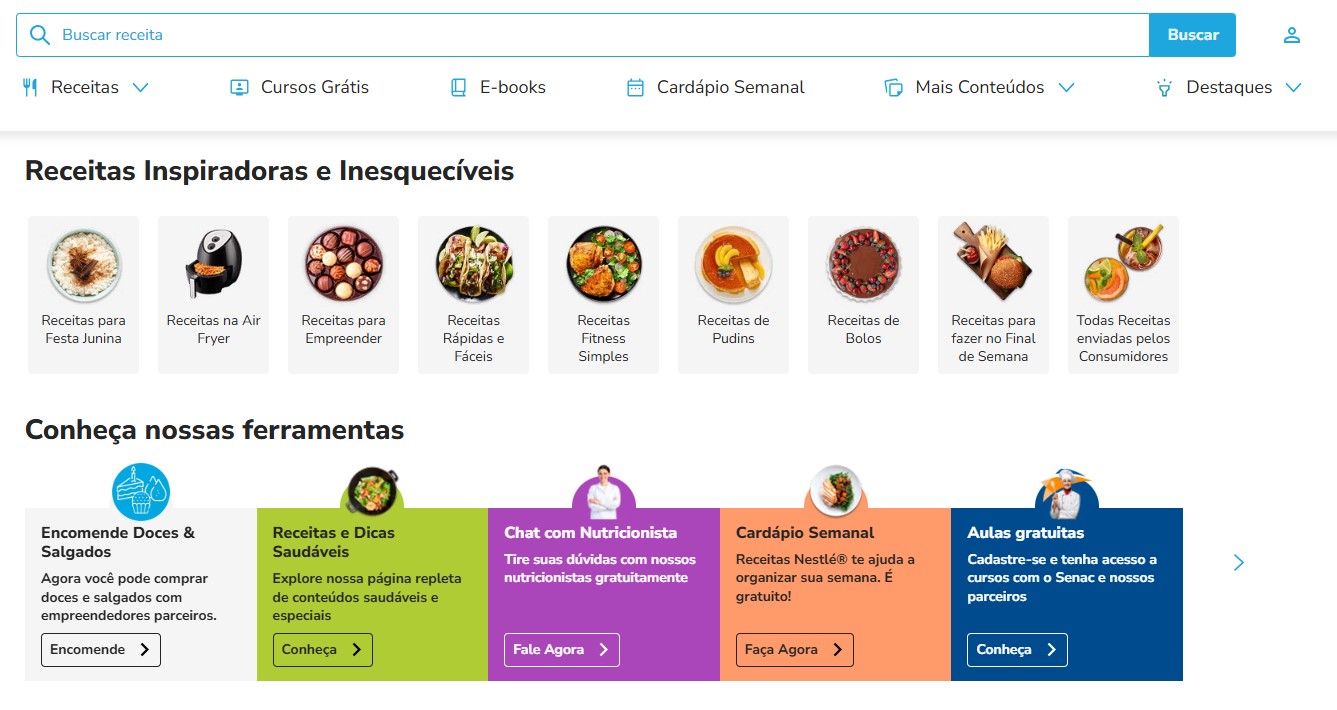 Buscar receita
Buscar
Receitas
Cursos Grátis
E-books
Cardápio Semanal
Mais Conteúdos
Destaques
Receitas Inspiradoras e Inesquecíveis
Receitas para
Festa Junina
Receitas na Air
Fryer
Receitas para
Empreender
Receitas
Rápidas e
Fáceis
Receitas
Fitness
Simples
Receitas de
Pudins
Receitas de
Bolos
Receitas para
fazer no Final
de Semana
Todas Receitas
enviadas pelos
Consumidores
Conheça nossas ferramentas
Encomende Doces &
Salgados
Agora você pode comprar
doces e salgados com
empreendedores parceiros.
Encomende
Receitas e Dicas
Saudáveis
Explore nossa página repleta
de conteúdos saudáveis e
especiais
Conheça
Chat com Nutricionista
Tire suas dúvidas com nossos
nutricionistas gratuitamente
Fale Agora
Cardápio Semanal
Receitas Nestlé® te ajuda a
organizar sua semana. É
gratuito!
Faça Agora
Aulas gratuitas
Cadastre-se e tenha acesso a
cursos com o Senac e nossos
parceiros
Conheça